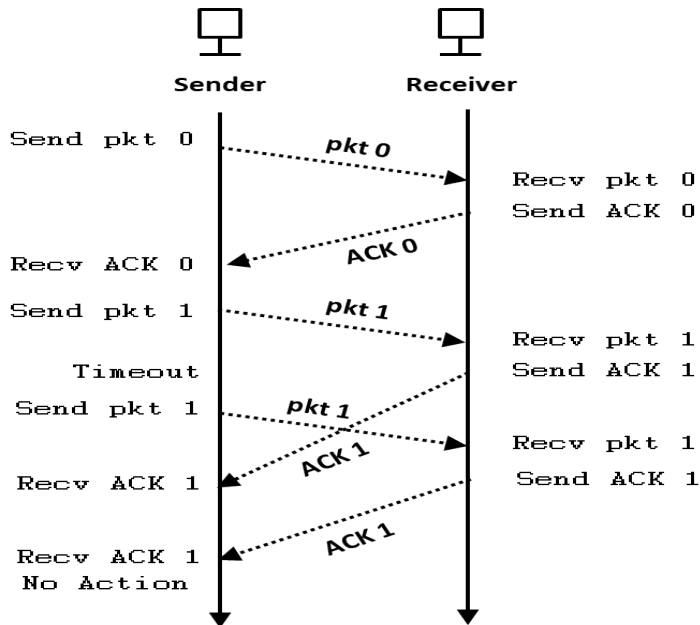 Sender
Receiver
Send pkt 0
pkt 0
Recv pkt 0
Send ACK 0
ACK 0
Recv ACK 0
Send pkt 1
pkt 1
Recv pkt 1
Timeout
Send ACK 1
Send pkt 1
pkt 1
Recv pkt 1
ACK 1
Recv ACK 1
Send ACK 1
ACK 1
Recv ACK 1
No Action